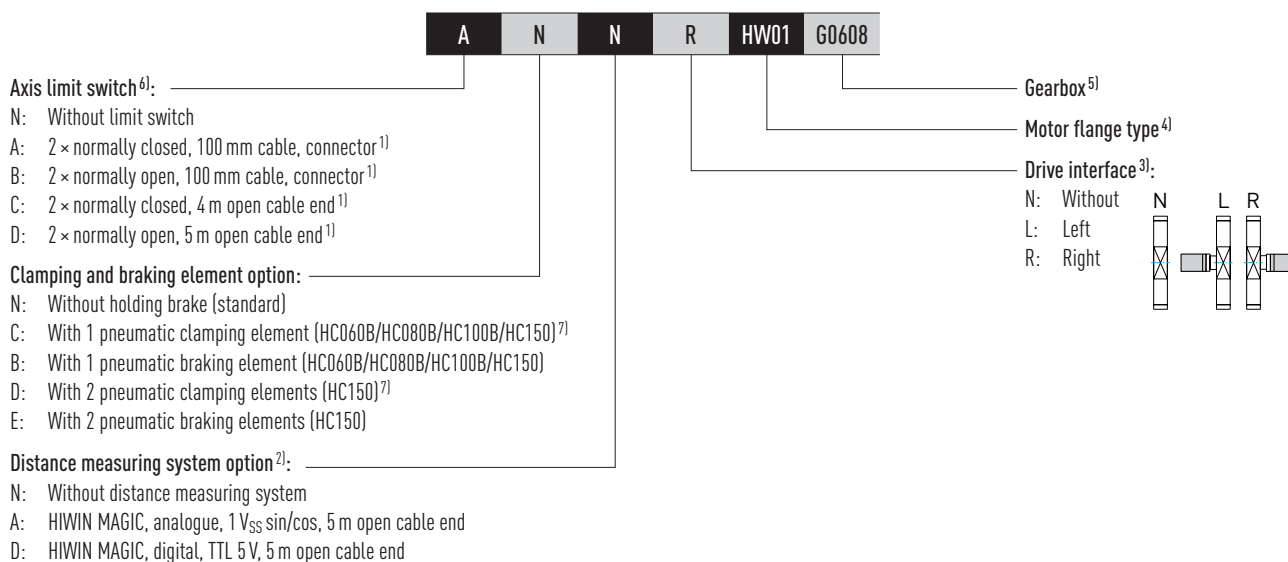 A N N R HW01 G0608
Axis limit switch 6):
N: Without limit switch
A: 2 × normally closed, 100 mm cable, connector 1)
B: 2 × normally open, 100 mm cable, connector 1)
C: 2 × normally closed, 4 m open cable end 1)
D: 2 × normally open, 5 m open cable end 1)
Clamping and braking element option:
N: Without holding brake (standard)
C: With 1 pneumatic clamping element (HC060B/HC080B/HC100B/HC150) 7)
B: With 1 pneumatic braking element (HC060B/HC080B/HC100B/HC150)
D: With 2 pneumatic clamping elements (HC150) 7)
E: With 2 pneumatic braking elements (HC150)
Distance measuring system option 2):
N: Without distance measuring system
A: HIWIN MAGIC, analogue, 1 VSS sin/cos, 5 m open cable end
D: HIWIN MAGIC, digital, TTL 5 V, 5 m open cable end
Gearbox 5)
Motor flange type 4)
Drive interface 3):
N: Without
L: Left
R: Right
N L R